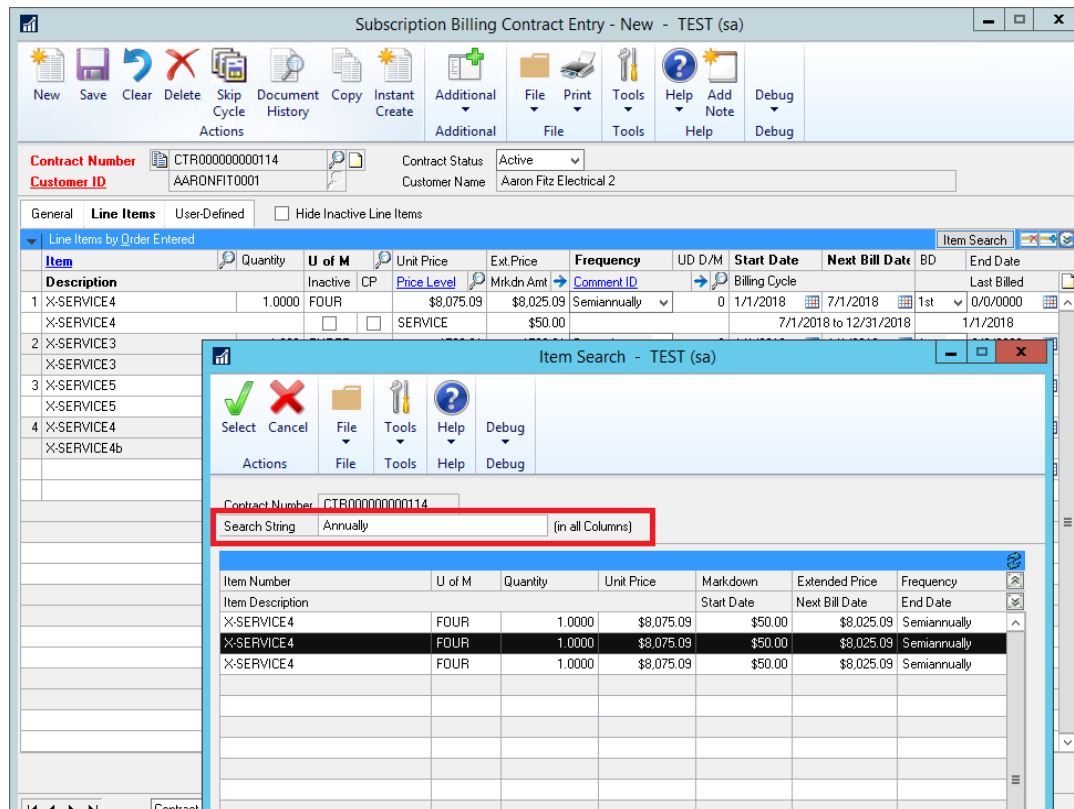 Subscription Billing Contract Entry - New - TEST (sa)
New Save Clear Delete Skip Cycle Document History Copy Instant Create Additional File Print Tools Help Add Note Debug
Actions Additional File Tools Help Debug
Contract Number CTR000000000114 Contract Status Active
Customer ID AARONFIT0001 Customer Name Aaron Fitz Electrical 2
General Line Items User-Defined Hide Inactive Line Items
Line Items by Order Entered Item Search
Item Quantity U of M Unit Price Ext.Price Frequency UD D/M Start Date Next Bill Date BD End Date
Description Inactive CP Price Level Mrkdn Amt Comment ID Billing Cycle Last Billed
1 X-SERVICE4 1.0000 FOUR $8,075.09 $8,025.09 Semiannually 0 1/1/2018 7/1/2018 1st 0/0/0000
X-SERVICE4 SERVICE $50.00 7/1/2018 to 12/31/2018 1/1/2018
2 X-SERVICE3
X-SERVICE3
3 X-SERVICE5
X-SERVICE5
4 X-SERVICE4
X-SERVICE4b
Item Search - TEST (sa)
Select Cancel File Tools Help Debug
Actions File Tools Help Debug
Contract Number CTR000000000114
Search String Annually (in all Columns)
Item Number U of M Quantity Unit Price Markdown Extended Price Frequency
Item Description Start Date Next Bill Date End Date
X-SERVICE4 FOUR 1.0000 $8,075.09 $50.00 $8,025.09 Semiannually
X-SERVICE4 FOUR 1.0000 $8,075.09 $50.00 $8,025.09 Semiannually
X-SERVICE4 FOUR 1.0000 $8,075.09 $50.00 $8,025.09 Semiannually
Contract